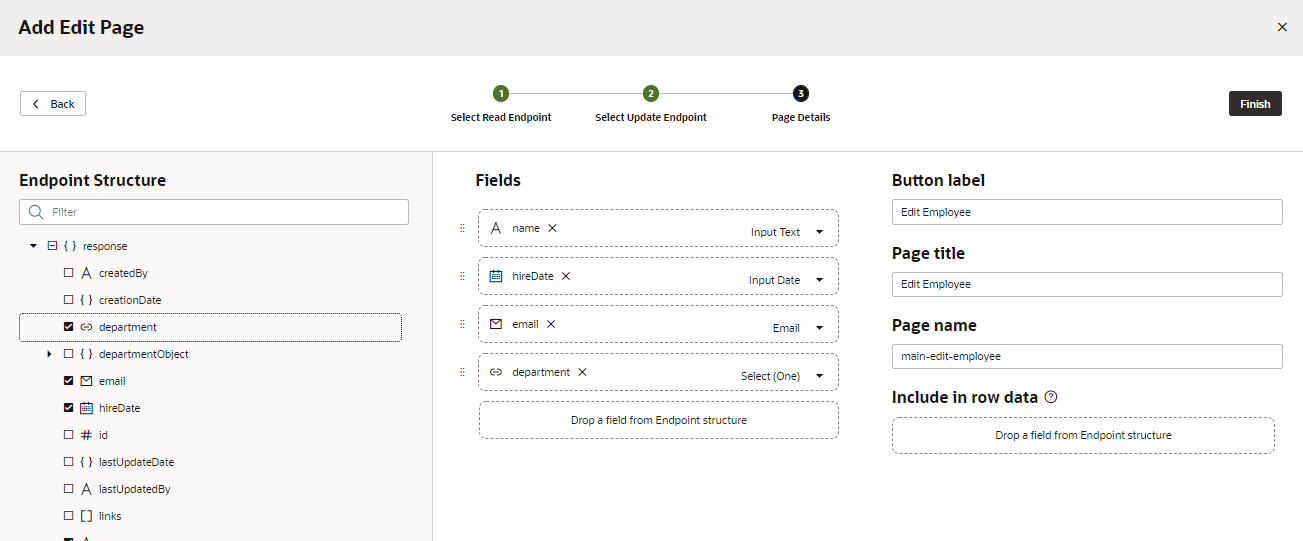 Add Edit Page
Back
1
2
3
Select Read Endpoint
Select Update Endpoint
Page Details
Finish
Endpoint Structure
Filter
{ } response
A createdBy
{ } creationDate
department
{ } departmentObject
email
hireDate
# id
{ } lastUpdateDate
A lastUpdatedBy
[ ] links
Fields
A name Input Text
hireDate Input Date
email Email
department Select (One)
Drop a field from Endpoint structure
Button label
Edit Employee
Page title
Edit Employee
Page name
main-edit-employee
Include in row data ?
Drop a field from Endpoint structure